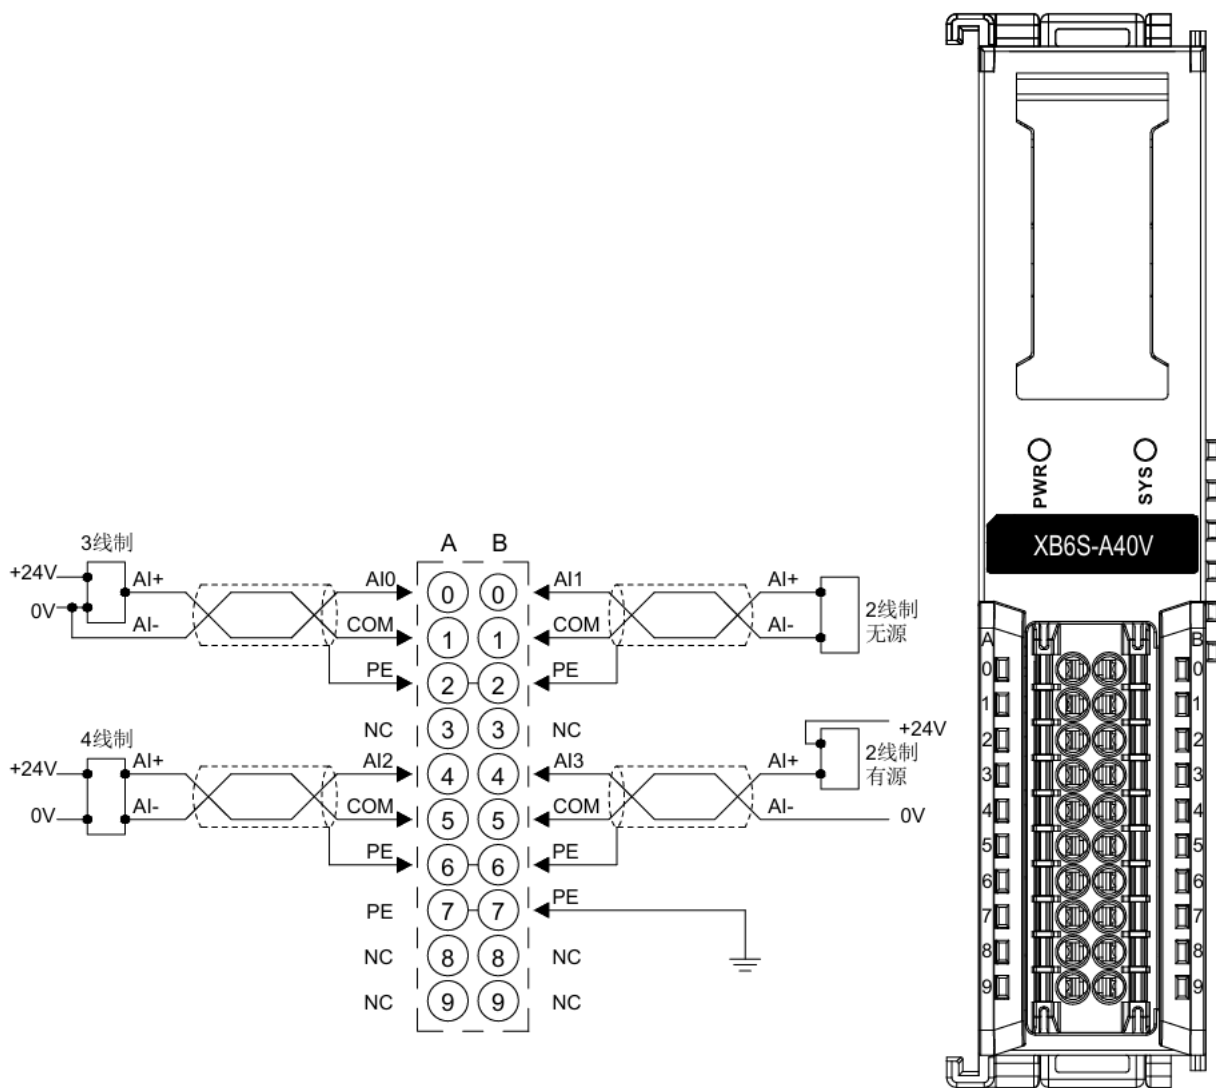 PWR
SYS
XB6S-A40V
3线制
A B
+24V AI+ AI0 0 0 AI1 AI+ 2线制
0V AI- COM 1 1 COM AI- 无源
PE 2 2 PE
NC 3 3 NC
+24V
4线制
+24V AI+ AI2 4 4 AI3 AI+ 2线制
有源
0V AI- COM 5 5 COM AI- 0V
PE 6 6 PE
PE 7 7 PE
NC 8 8 NC
NC 9 9 NC
A B
0 0
1 1
2 2
3 3
4 4
5 5
6 6
7 7
8 8
9 9